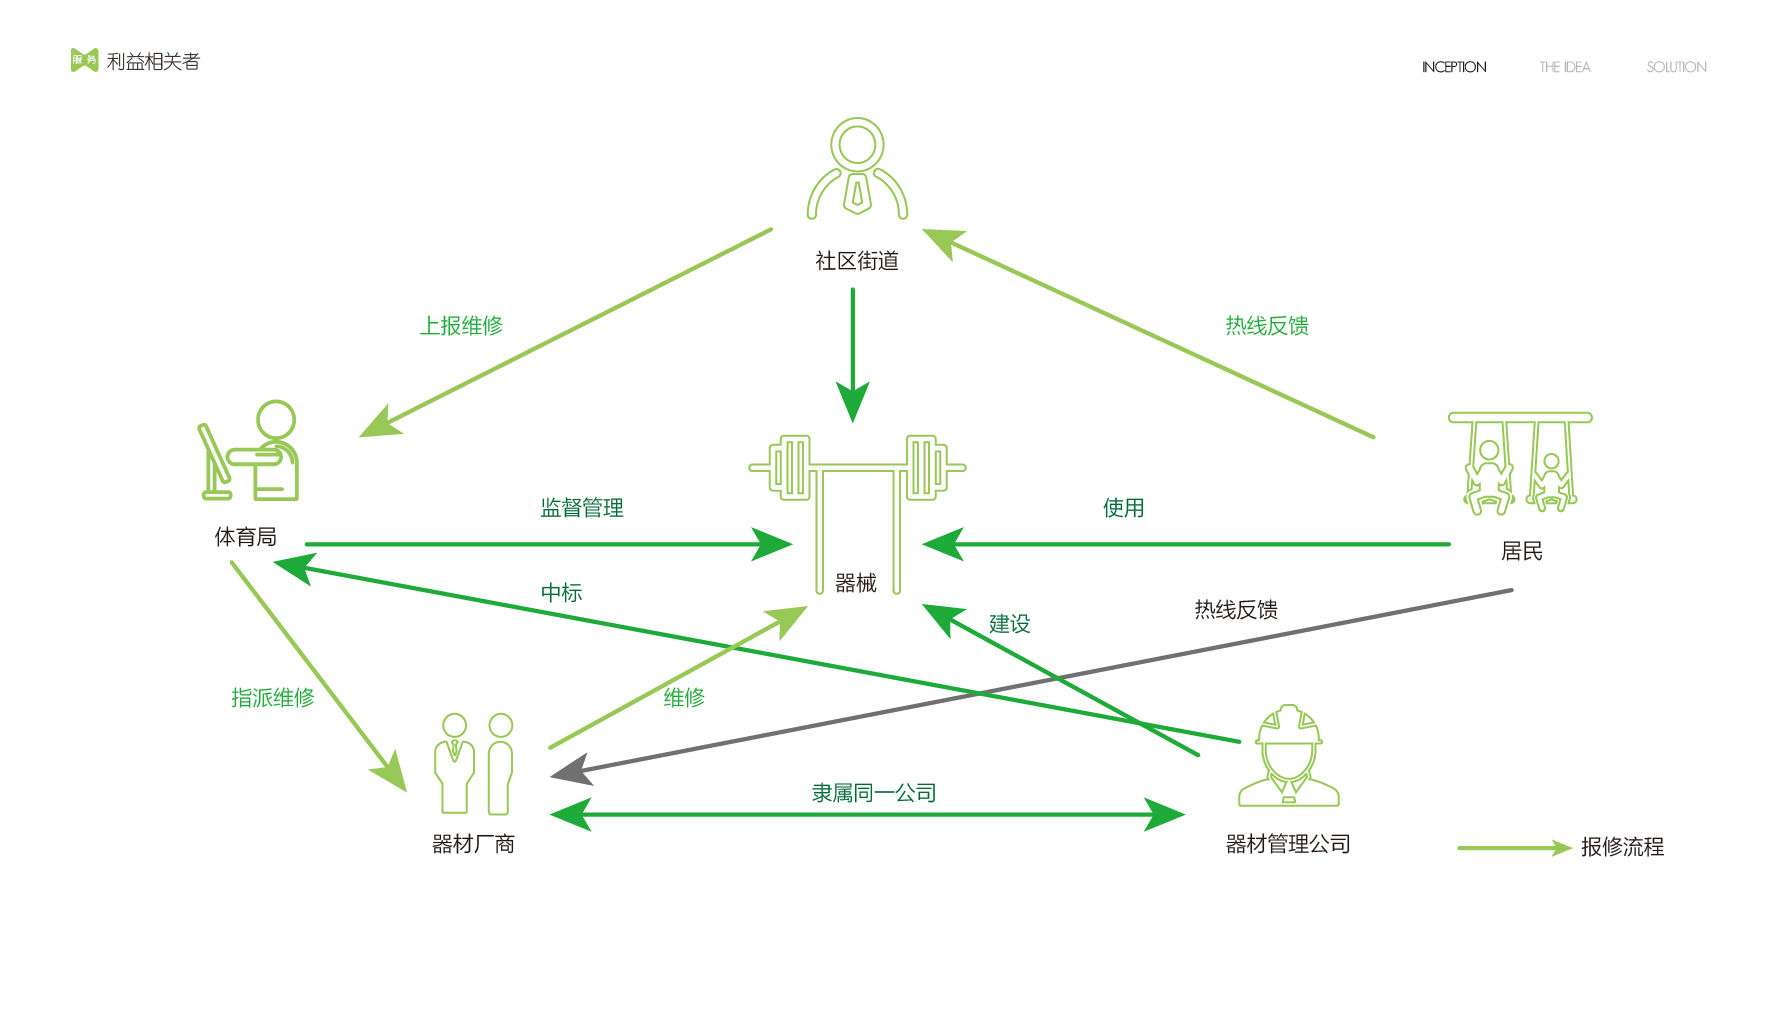 服务 利益相关者
INCEPTION THE IDEA SOLUTION
社区街道
上报维修
热线反馈
监督管理
使用
体育局
居民
器械
中标
热线反馈
建设
指派维修
维修
隶属同一公司
器材厂商
器材管理公司
报修流程